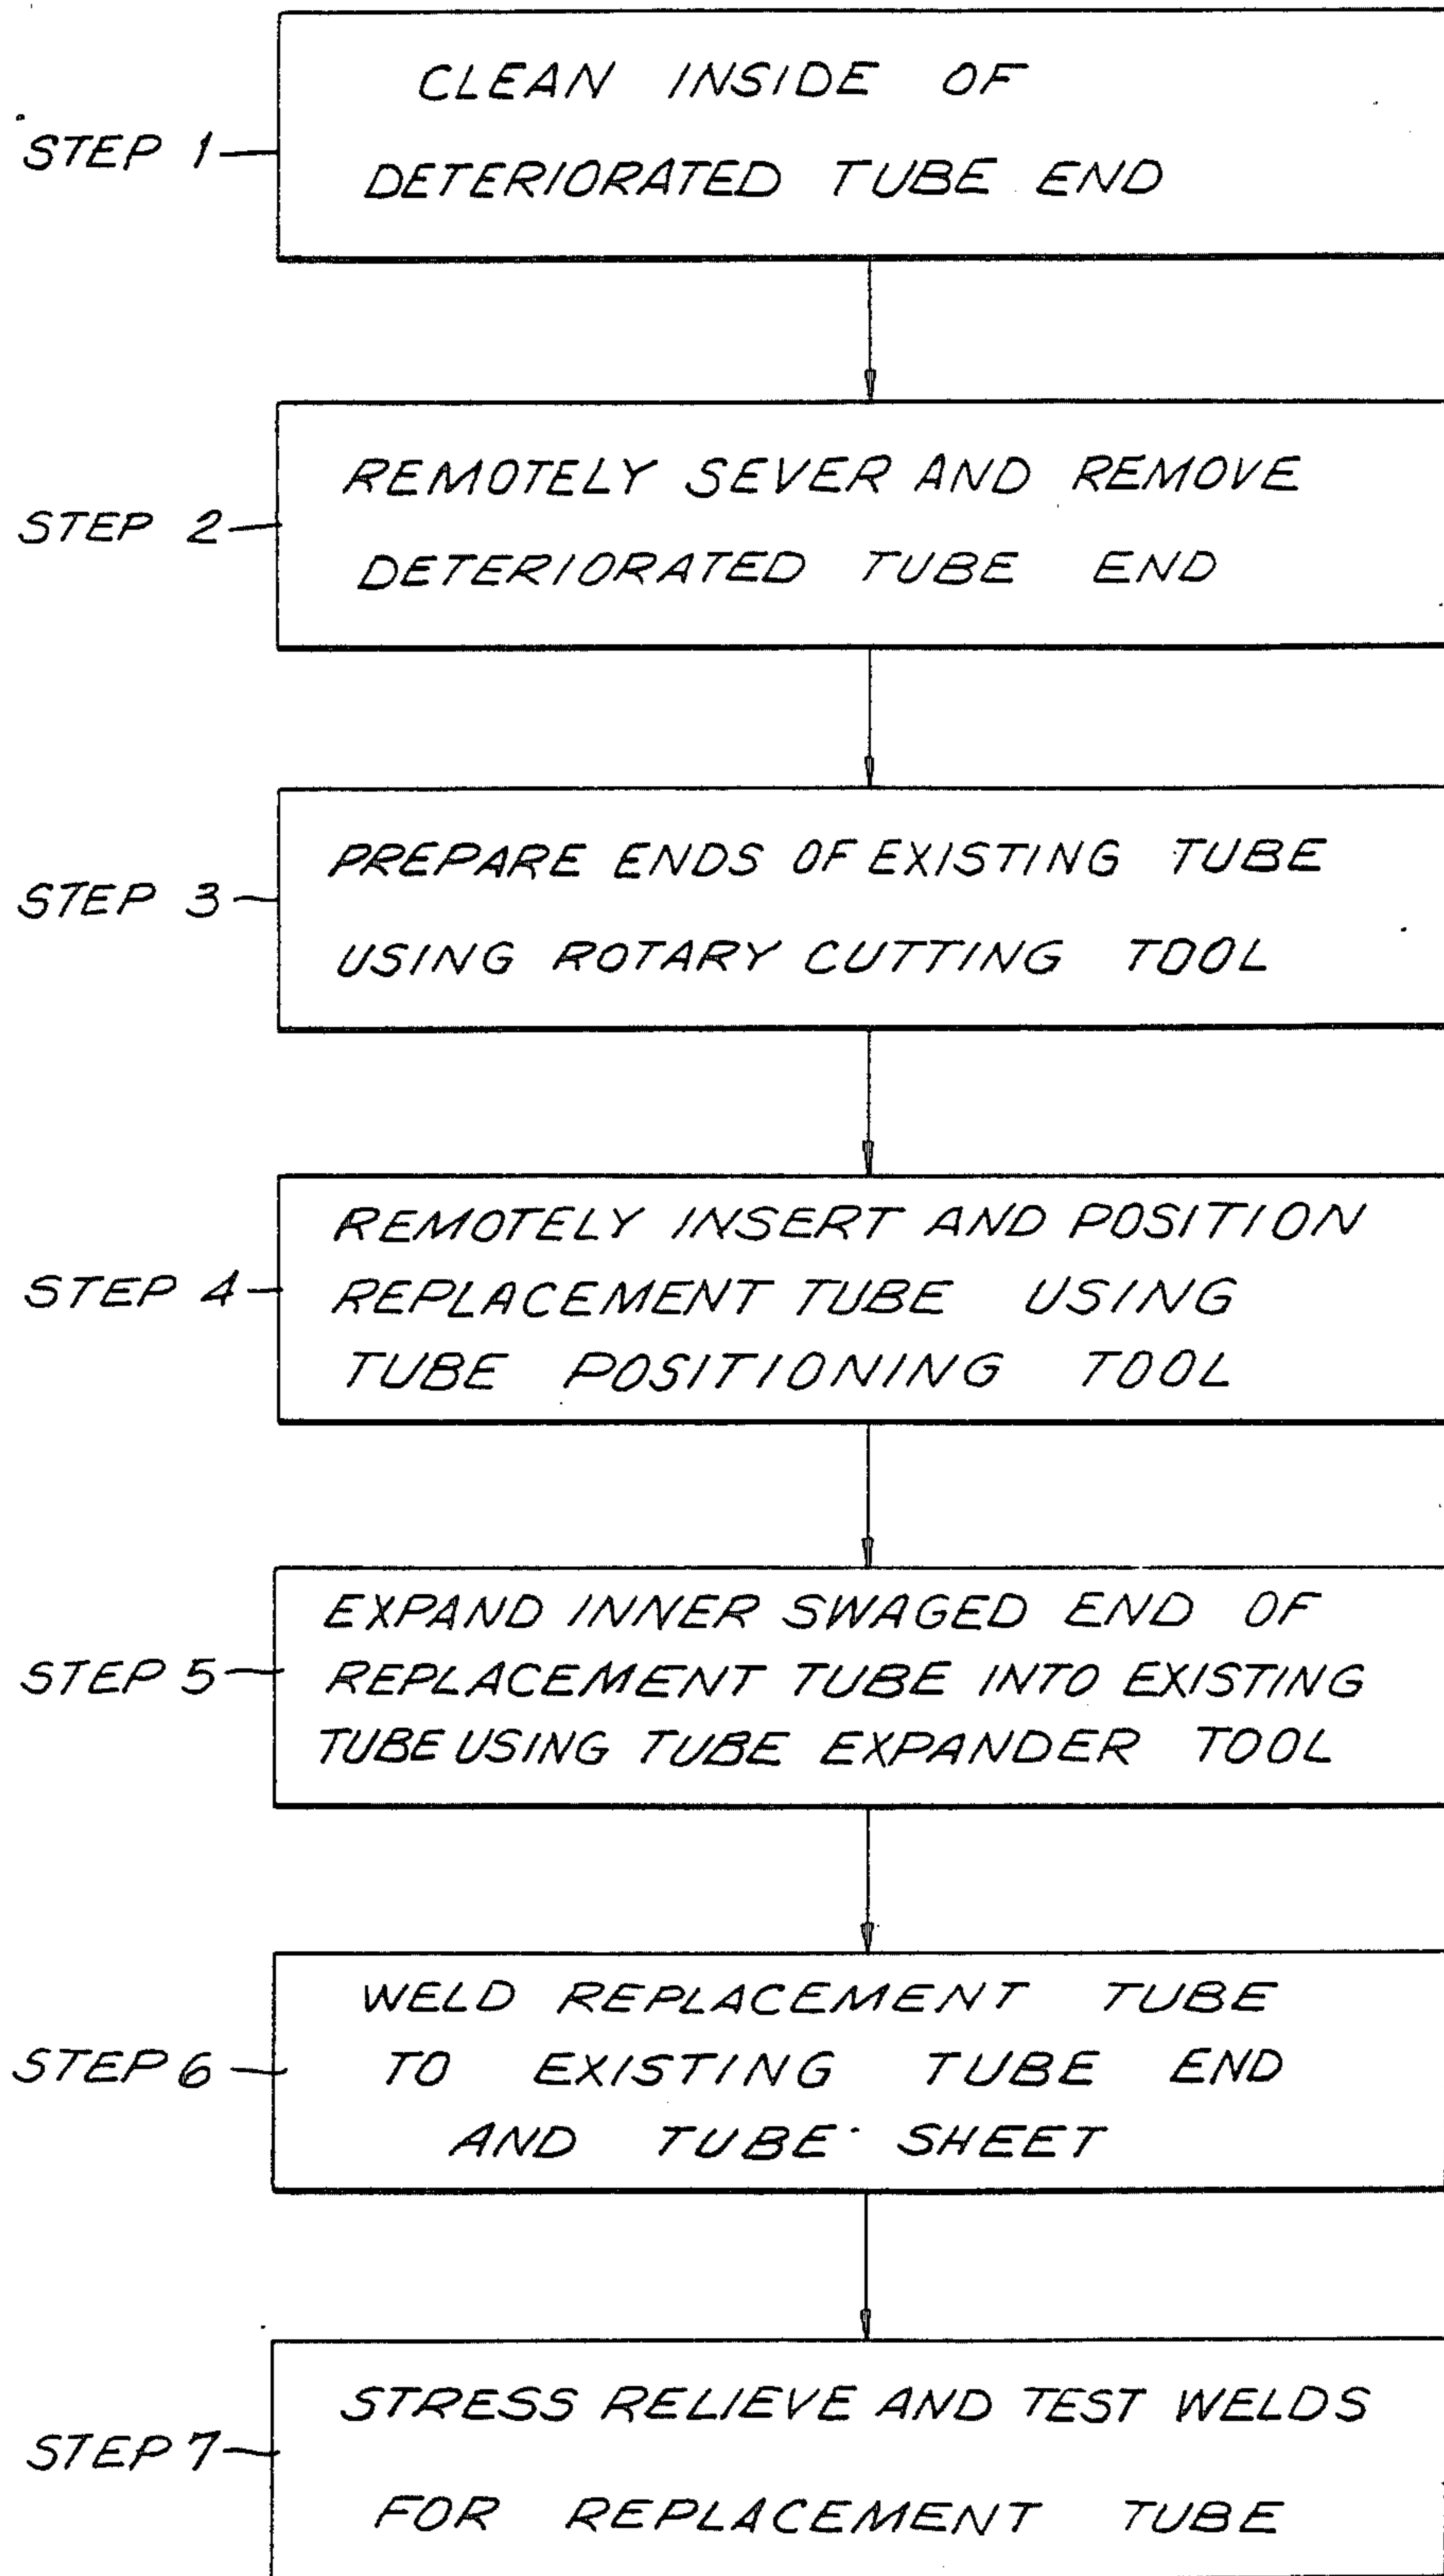 STEP 1
CLEAN INSIDE OF
DETERIORATED TUBE END
STEP 2
REMOTELY SEVER AND REMOVE
DETERIORATED TUBE END
STEP 3
PREPARE ENDS OF EXISTING TUBE
USING ROTARY CUTTING TOOL
STEP 4
REMOTELY INSERT AND POSITION
REPLACEMENT TUBE USING
TUBE POSITIONING TOOL
STEP 5
EXPAND INNER SWAGED END OF
REPLACEMENT TUBE INTO EXISTING
TUBE USING TUBE EXPANDER TOOL
STEP 6
WELD REPLACEMENT TUBE
TO EXISTING TUBE END
AND TUBE SHEET
STEP 7
STRESS RELIEVE AND TEST WELDS
FOR REPLACEMENT TUBE